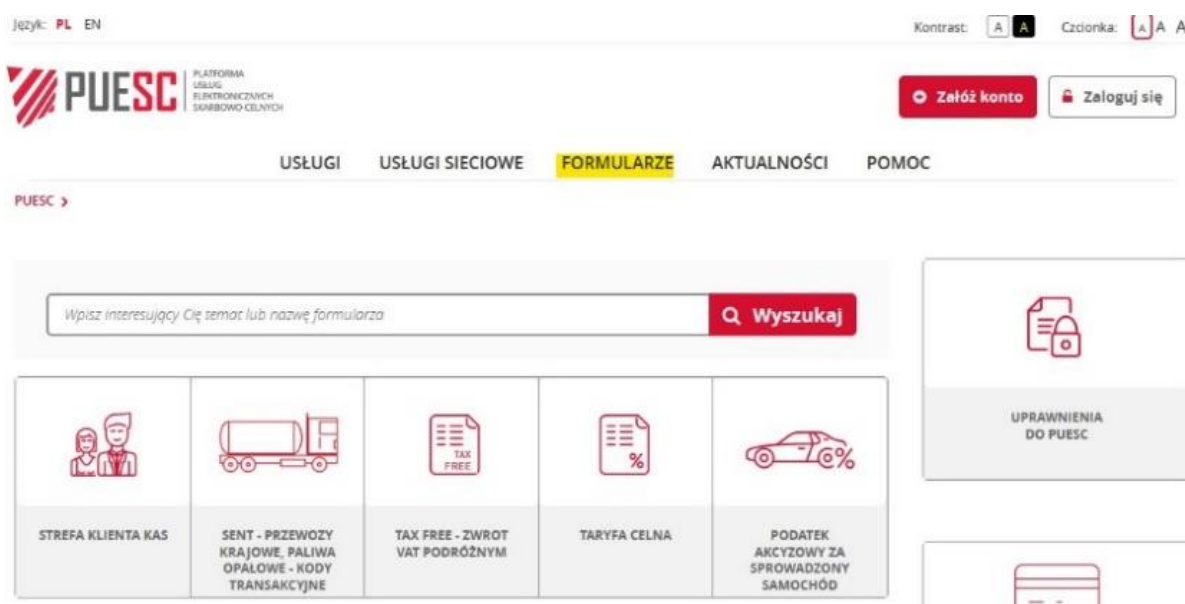 Język: PL EN
Kontrast: A A Czcionka: A A A
PUESC
PLATFORMA
USŁUG
ELEKTRONICZNYCH
SKARBOWO-CELNYCH
Załóż konto
Zaloguj się
USŁUGI USŁUGI SIECIOWE FORMULARZE AKTUALNOŚCI POMOC
PUESC >
Wpisz interesujący Cię temat lub nazwę formularza
Wyszukaj
TAX
FREE
%
%
UPRAWNIENIA
DO PUESC
STREFA KLIENTA KAS
SENT - PRZEWOZY
KRAJOWE, PALIWA
OPAŁOWE - KODY
TRANSAKCYJNE
TAX FREE - ZWROT
VAT PODRÓŻNYM
TARYFA CELNA
PODATEK
AKCYZOWY ZA
SPROWADZONY
SAMOCHÓD